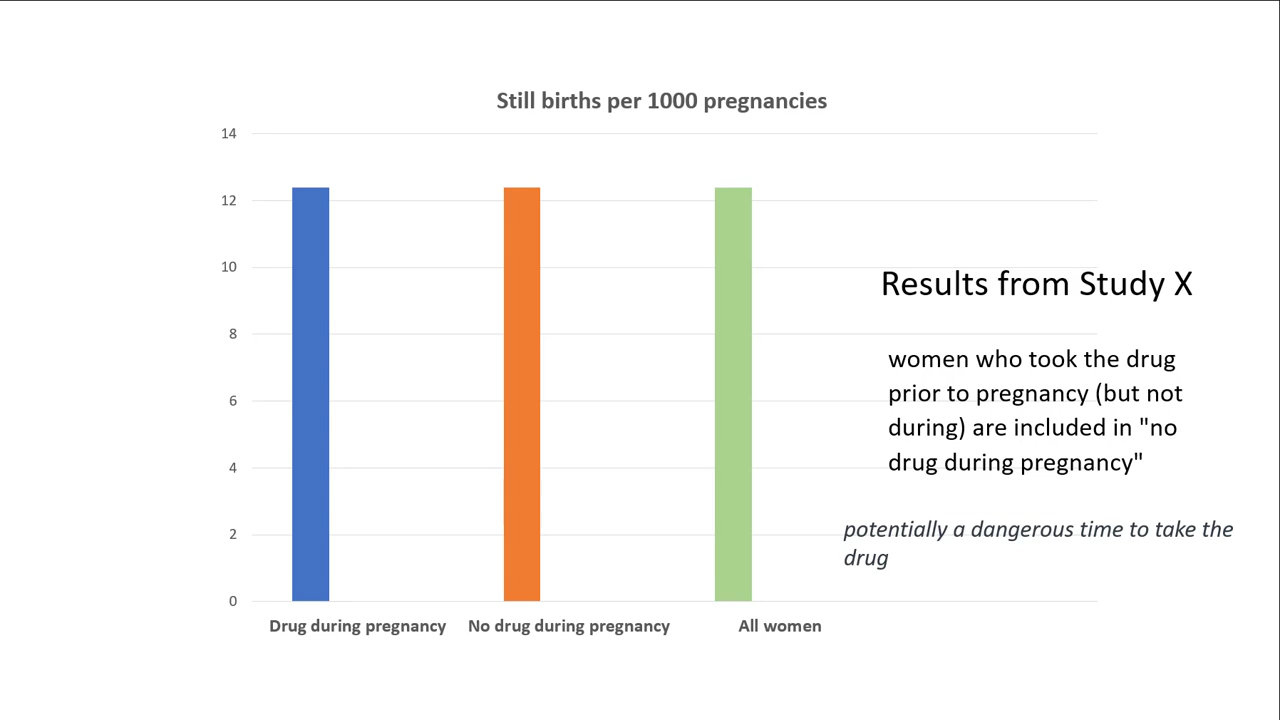 Still births per 1000 pregnancies
14
12
10
8
6
4
2
0
Drug during pregnancy
No drug during pregnancy
All women
Results from Study X
women who took the drug
prior to pregnancy (but not
during) are included in "no
drug during pregnancy"
potentially a dangerous time to take the
drug